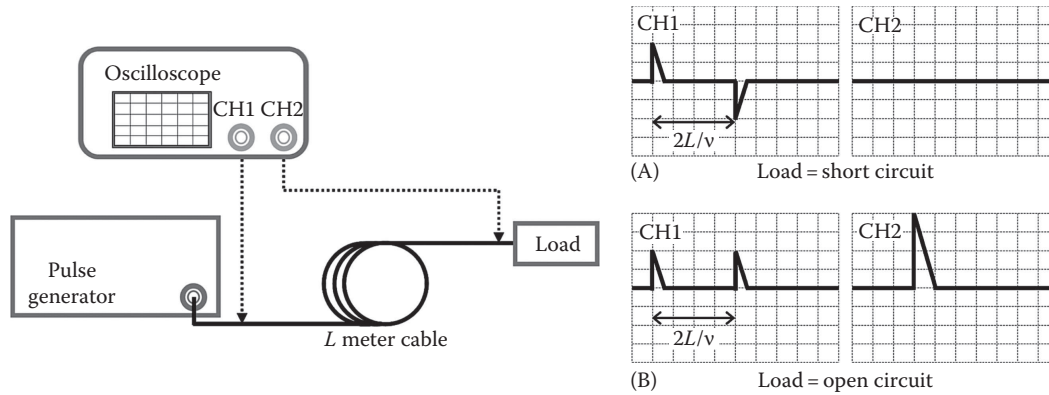 Oscilloscope
CH1 CH2
Pulse
generator
L meter cable
Load
CH1
CH2
2L/v
(A)
Load = short circuit
CH1
CH2
2L/v
(B)
Load = open circuit